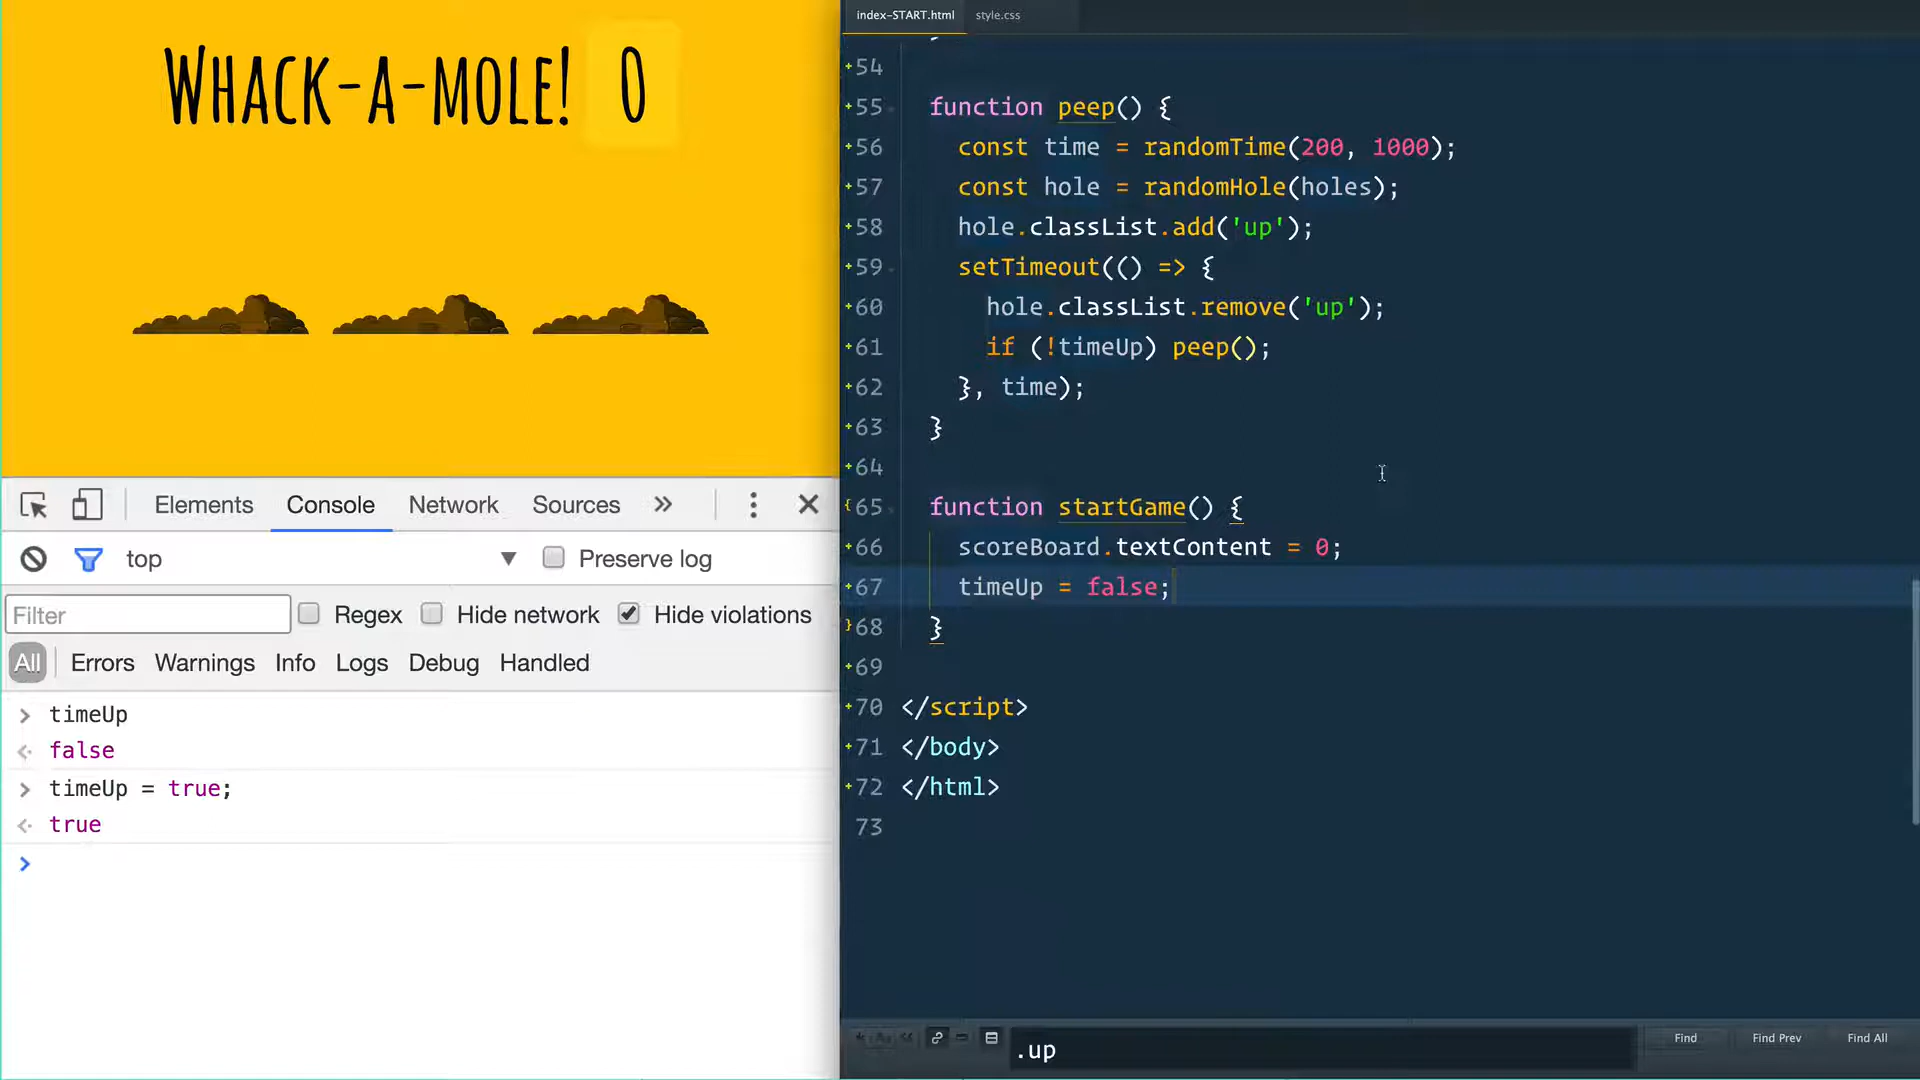 WHACK-A-MOLE! 0
Elements Console Network Sources
top Preserve log
Filter Regex Hide network Hide violations
All Errors Warnings Info Logs Debug Handled
> timeUp
false
> timeUp = true;
true
>
index-START.html style.css
54
55 function peep() {
56 const time = randomTime(200, 1000);
57 const hole = randomHole(holes);
58 hole.classList.add('up');
59 setTimeout(() => {
60 hole.classList.remove('up');
61 if (!timeUp) peep();
62 }, time);
63 }
64
65 function startGame() {
66 scoreBoard.textContent = 0;
67 timeUp = false;
68 }
69
70 </script>
71 </body>
72 </html>
73
.up Find Find Prev Find All